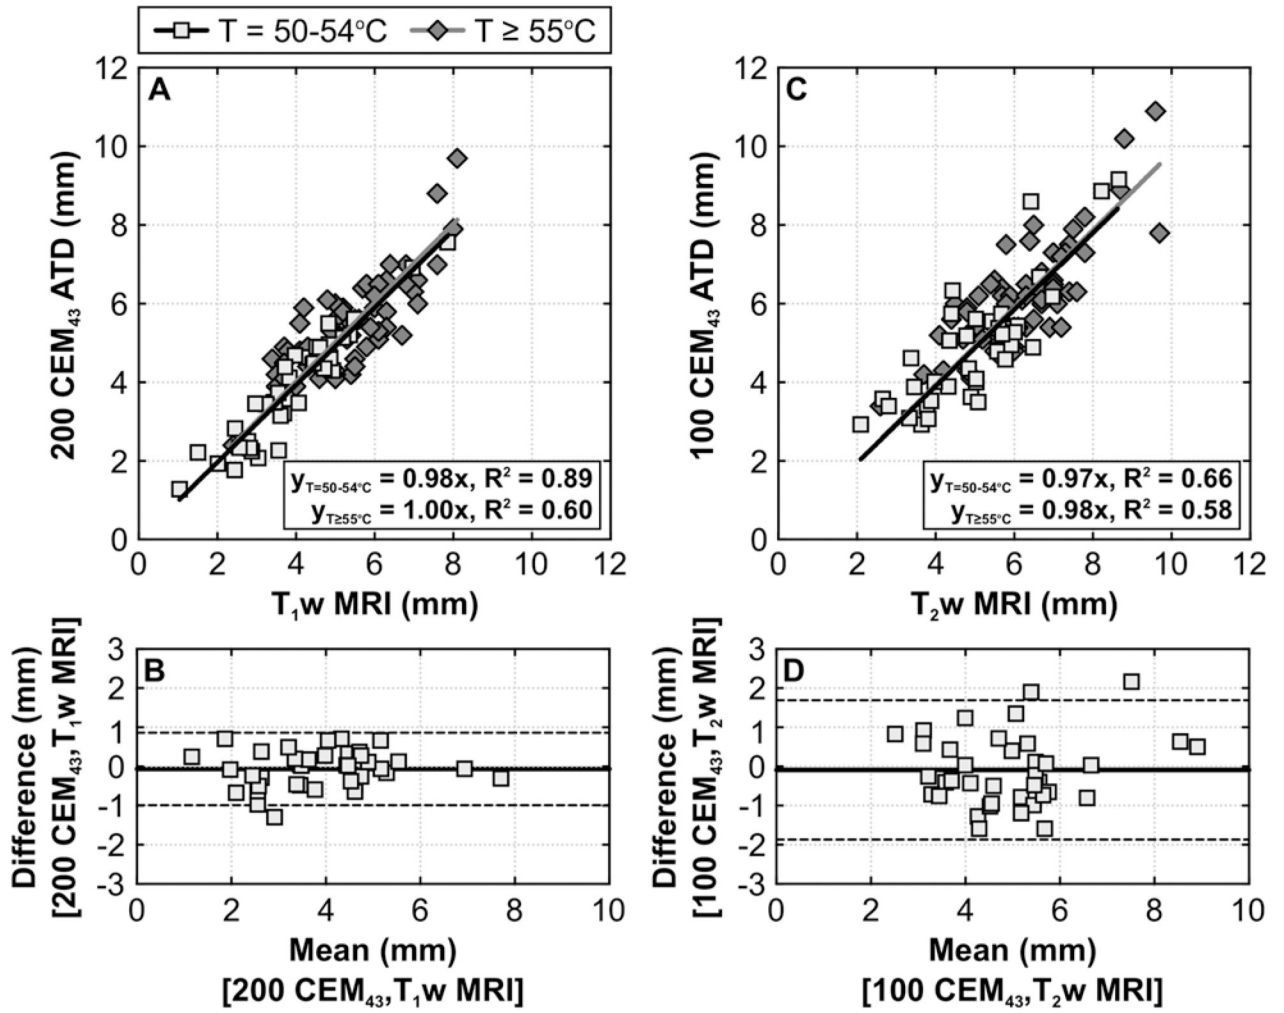 T = 50-54°C T ≥ 55°C
A
12
10
8
6
4
2
0
200 CEM43 ATD (mm)
yT=50-54°C = 0.98x, R² = 0.89
yT≥55°C = 1.00x, R² = 0.60
0 2 4 6 8 10 12
T1w MRI (mm)
C
12
10
8
6
4
2
0
100 CEM43 ATD (mm)
yT=50-54°C = 0.97x, R² = 0.66
yT≥55°C = 0.98x, R² = 0.58
0 2 4 6 8 10 12
T2w MRI (mm)
B
3
2
1
0
-1
-2
-3
Difference (mm)
[200 CEM43,T1w MRI]
0 2 4 6 8 10
Mean (mm)
[200 CEM43,T1w MRI]
D
3
2
1
0
-1
-2
-3
Difference (mm)
[100 CEM43,T2w MRI]
0 2 4 6 8 10
Mean (mm)
[100 CEM43,T2w MRI]